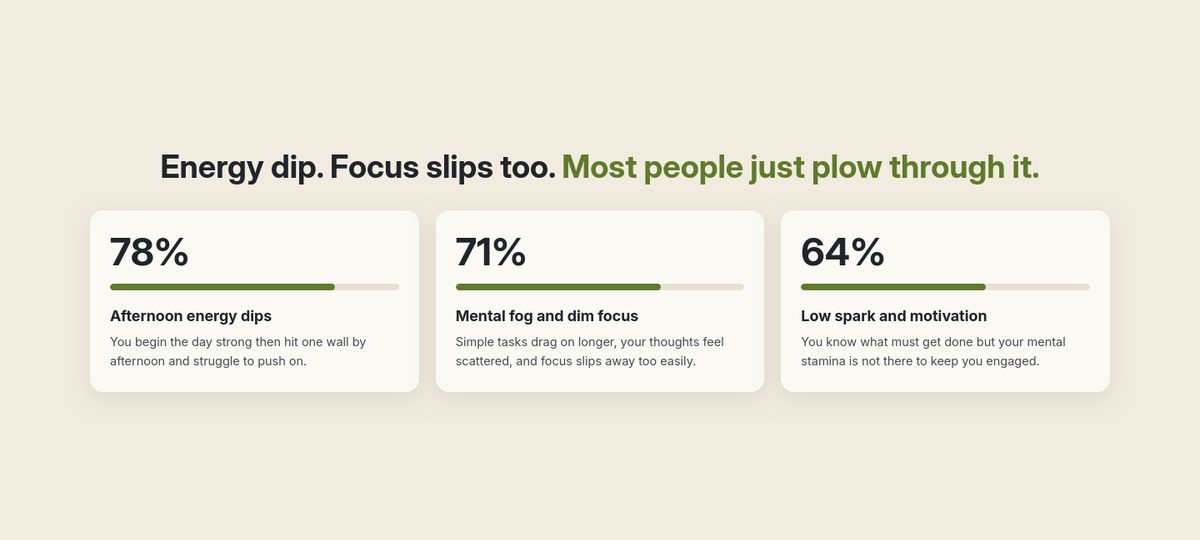 Energy dip. Focus slips too. Most people just plow through it.
78%
Afternoon energy dips
You begin the day strong then hit one wall by
afternoon and struggle to push on.
71%
Mental fog and dim focus
Simple tasks drag on longer, your thoughts feel
scattered, and focus slips away too easily.
64%
Low spark and motivation
You know what must get done but your mental
stamina is not there to keep you engaged.